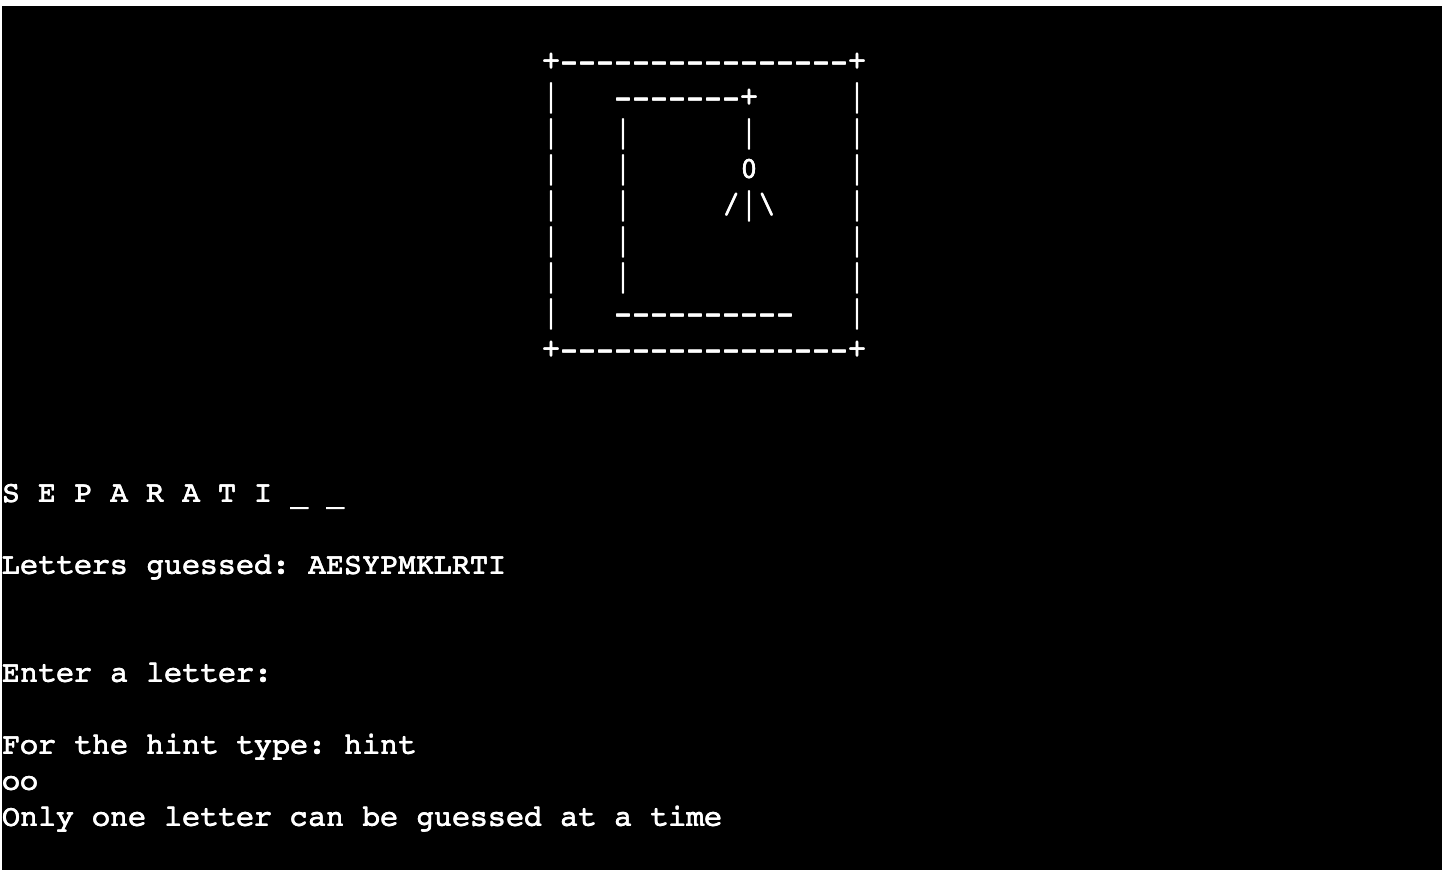 S E P A R A T I _ _
Letters guessed: AESYPMKLRTI
Enter a letter:
For the hint type: hint
oo
Only one letter can be guessed at a time